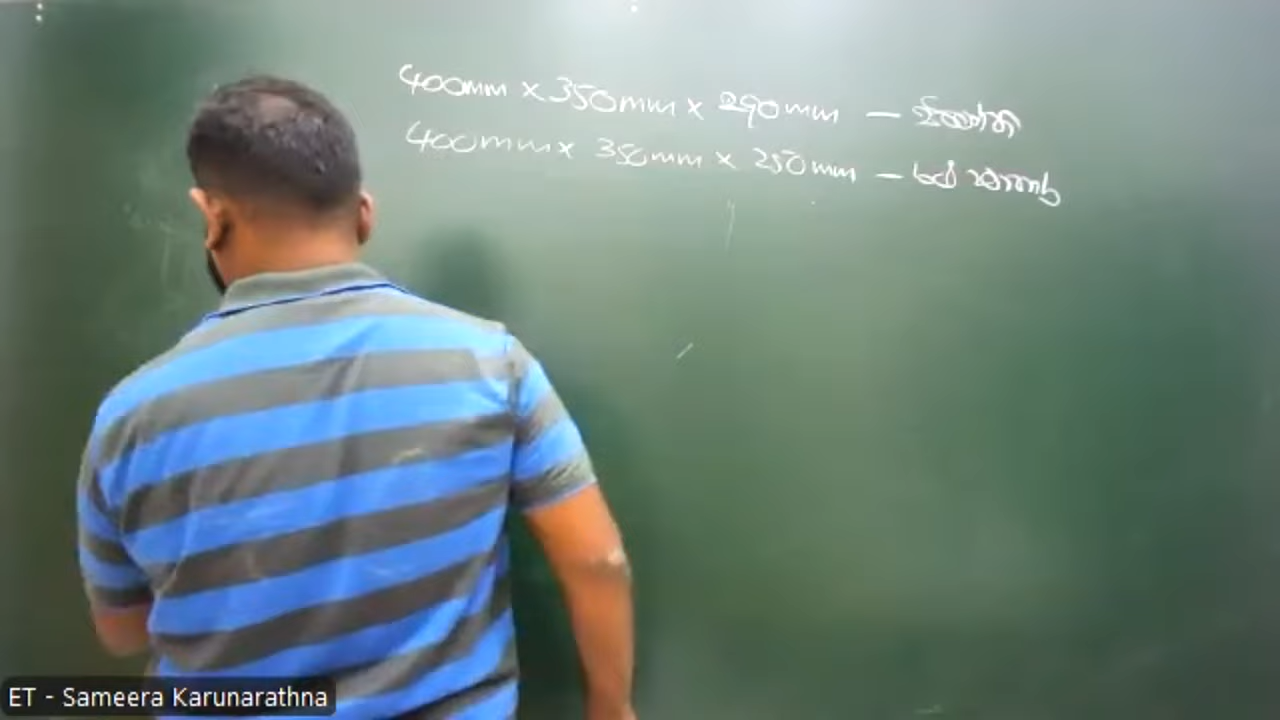 400mm x 350mm x 290mm –
400mm x 350mm x 250mm –
ET - Sameera Karunarathna